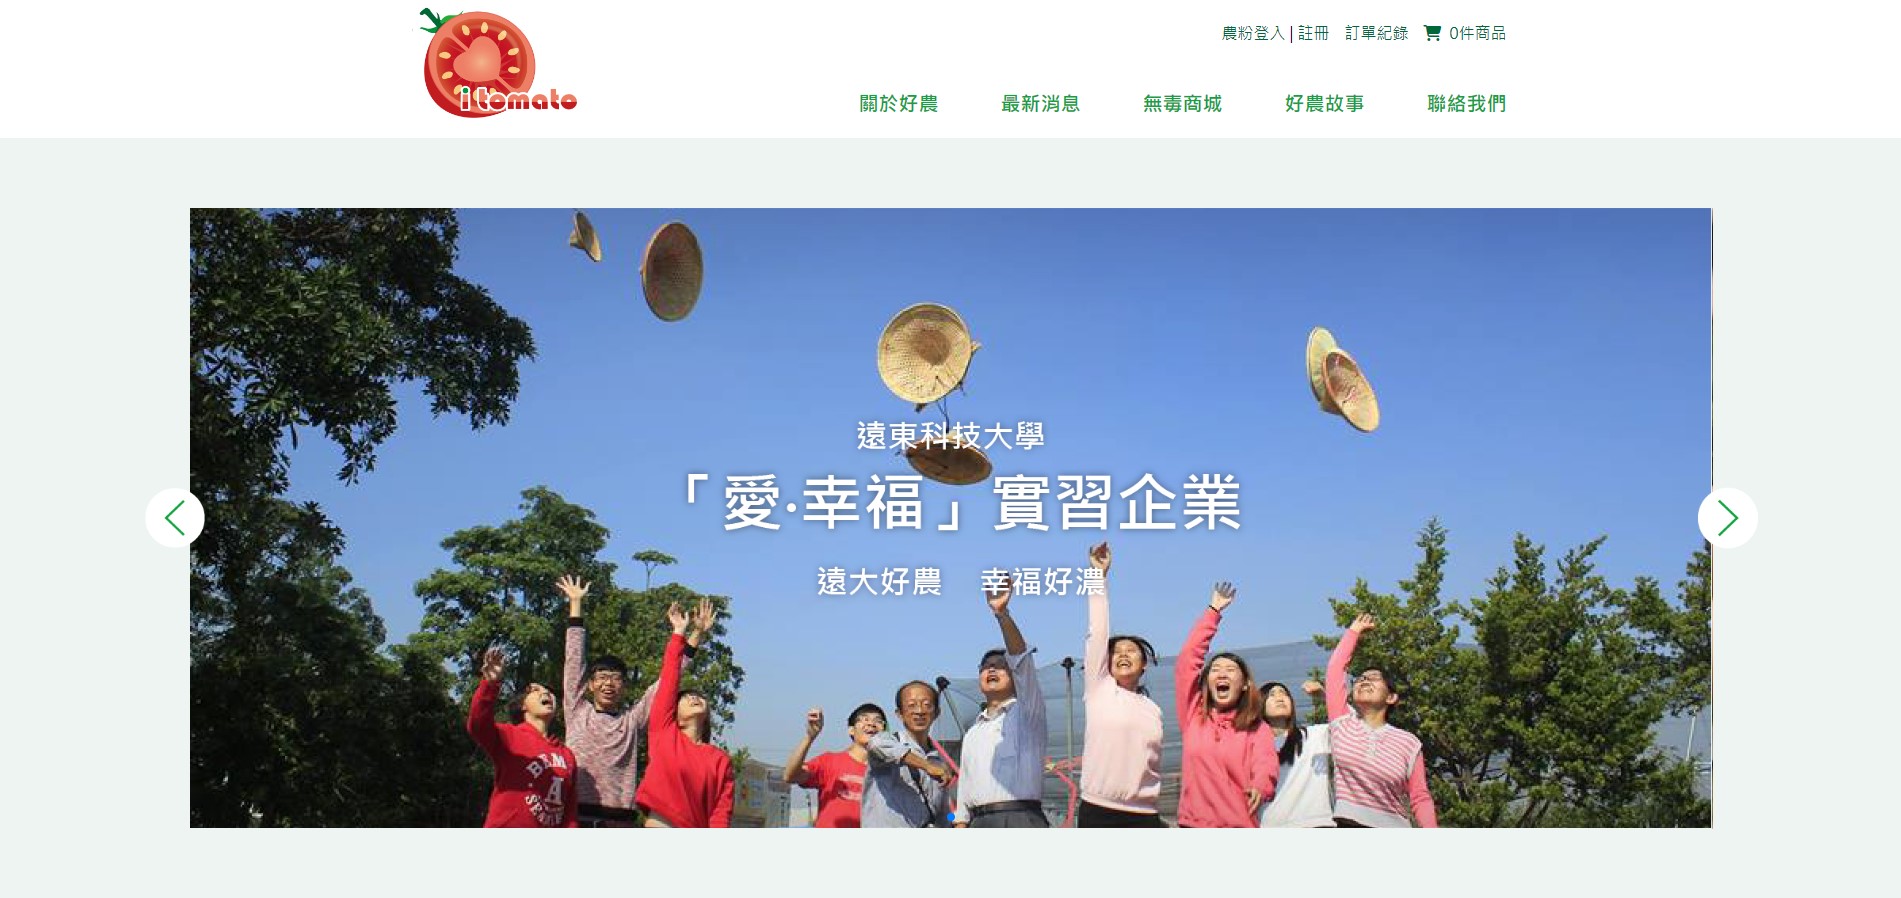 i tomato
農粉登入 | 註冊 訂單紀錄 0件商品
關於好農 最新消息 無毒商城 好農故事 聯絡我們
遠東科技大學
「愛·幸福」實習企業
遠大好農 幸福好濃